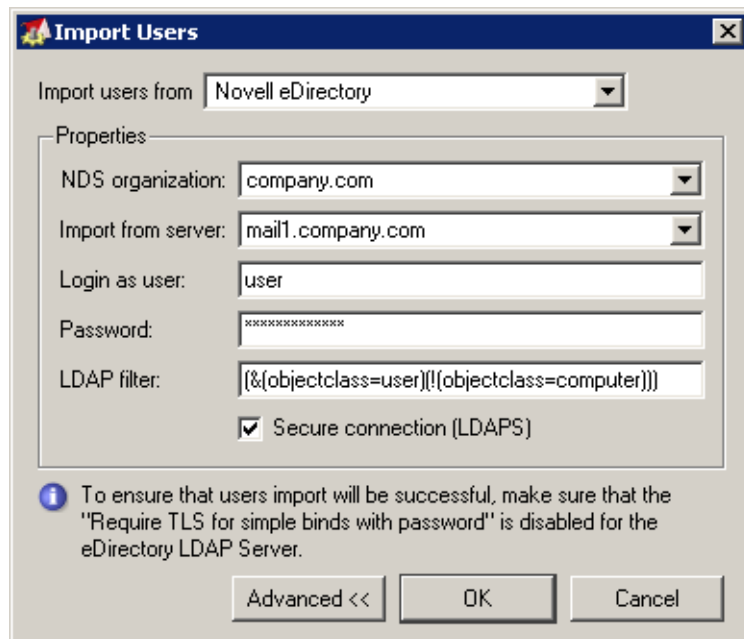 Import Users
Import users from Novell eDirectory
Properties
NDS organization: company.com
Import from server: mail1.company.com
Login as user: user
Password: *************
LDAP filter: (&(objectclass=user)(!(objectclass=computer)))
Secure connection (LDAPS)
To ensure that users import will be successful, make sure that the
"Require TLS for simple binds with password" is disabled for the
eDirectory LDAP Server.
Advanced << OK Cancel